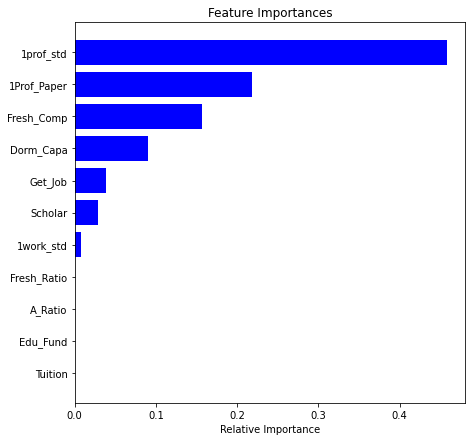 Feature Importances
1prof_std
1Prof_Paper
Fresh_Comp
Dorm_Capa
Get_Job
Scholar
1work_std
Fresh_Ratio
A_Ratio
Edu_Fund
Tuition
0.0 0.1 0.2 0.3 0.4
Relative Importance